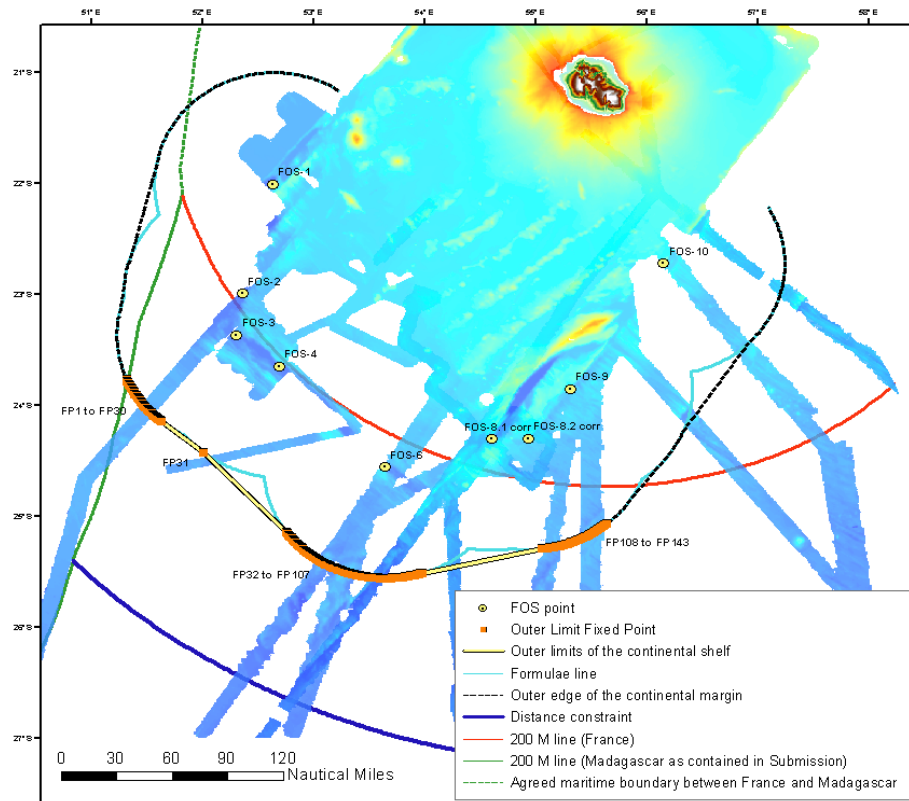 51°E 52° 53° 54° 55° 56° 57° 58°
21°S
22°S
FOS-1
FOS-10
23°S
FOS-2
FOS-3
FOS-4
24°S
FOS-9
FP1 to FP30
FOS-8.1 corr
FOS-8.2 corr
FP31
FOS-6
25°S
FP108 to FP143
FP32 to FP107
26°S
27°S
0 30 60 90 120
Nautical Miles
FOS point
Outer Limit Fixed Point
Outer limits of the continental shelf
Formulae line
Outer edge of the continental margin
Distance constraint
200 M line (France)
200 M line (Madagascar as contained in Submission)
Agreed maritime boundary between France and Madagascar